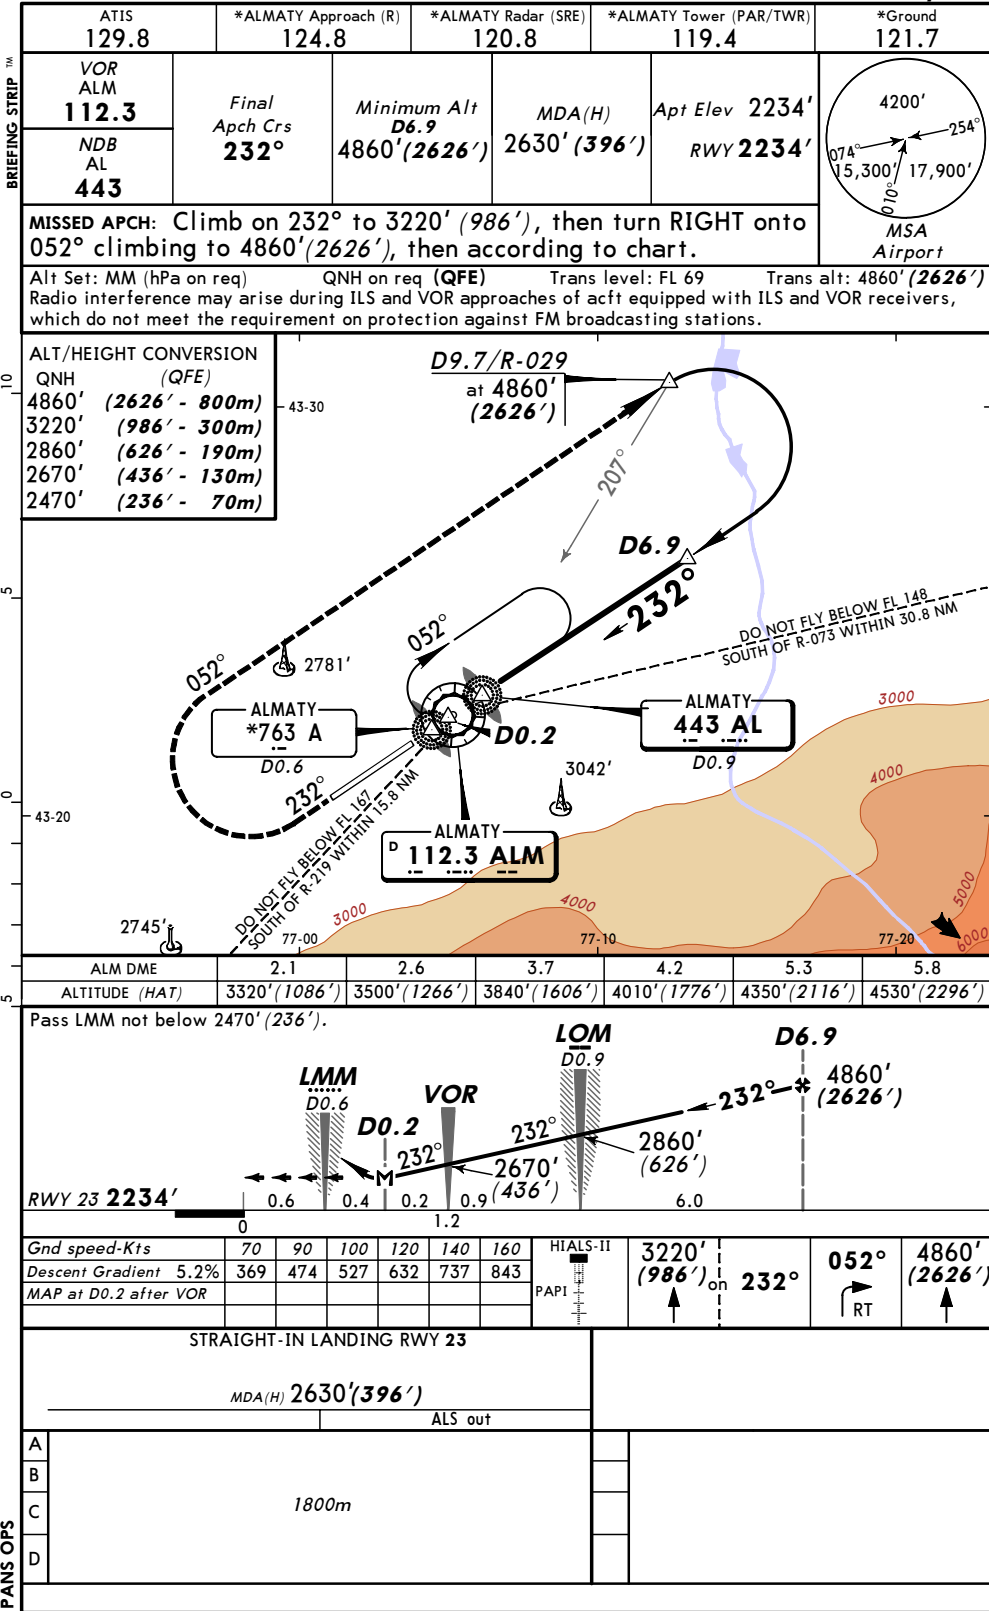 ATIS
129.8
*ALMATY Approach (R)
124.8
*ALMATY Radar (SRE)
120.8
*ALMATY Tower (PAR/TWR)
119.4
*Ground
121.7
BRIEFING STRIP ™
VOR
ALM
112.3
NDB
AL
443
Final
Apch Crs
232°
Minimum Alt
D6.9
4860'(2626')
MDA(H)
2630'(396')
Apt Elev 2234'
RWY 2234'
4200'
254°
074°
15,300'
17,900'
010°
MSA
Airport
MISSED APCH: Climb on 232° to 3220' (986'), then turn RIGHT onto
052° climbing to 4860'(2626'), then according to chart.
Alt Set: MM (hPa on req) QNH on req (QFE) Trans level: FL 69 Trans alt: 4860'(2626')
Radio interference may arise during ILS and VOR approaches of acft equipped with ILS and VOR receivers,
which do not meet the requirement on protection against FM broadcasting stations.
ALT/HEIGHT CONVERSION
QNH (QFE)
4860' (2626' - 800m)
3220' (986' - 300m)
2860' (626' - 190m)
2670' (436' - 130m)
2470' (236' - 70m)
10
5
0
5
43-30
43-20
D9.7/R-029
at 4860'
(2626')
207°
D6.9
232°
DO NOT FLY BELOW FL 148
SOUTH OF R-073 WITHIN 30.8 NM
052°
052°
2781'
ALMATY
*763 A
D0.6
D0.2
ALMATY
443 AL
D0.9
3000
4000
232°
3042'
ALMATY
D 112.3 ALM
DO NOT FLY BELOW FL 167
SOUTH OF R-219 WITHIN 15.8 NM
2745'
3000
4000
5000
6000
77-00
77-10
77-20
ALM DME 2.1 2.6 3.7 4.2 5.3 5.8
ALTITUDE (HAT) 3320'(1086') 3500'(1266') 3840'(1606') 4010'(1776') 4350'(2116') 4530'(2296')
Pass LMM not below 2470'(236').
LMM
D0.6
D0.2
VOR
LOM
D0.9
D6.9
4860'
(2626')
232°
232°
232°
2860'
(626')
2670'
(436')
RWY 23 2234'
0.6 0.4 0.2 0.9 6.0
0 1.2
Gnd speed-Kts 70 90 100 120 140 160
Descent Gradient 5.2% 369 474 527 632 737 843
MAP at D0.2 after VOR
HIALS-II
PAPI
3220'
(986')
on
232°
052°
RT
4860'
(2626')
STRAIGHT-IN LANDING RWY 23
MDA(H) 2630'(396')
ALS out
A
B
C
D
1800m
PANS OPS